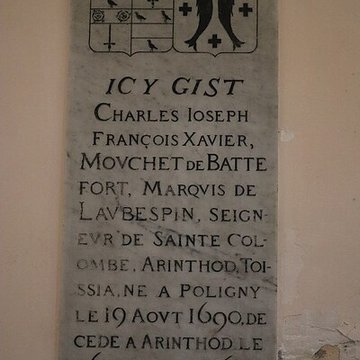 ICY GIST
CHARLES IOSEPH
FRANÇOIS XAVIER,
MOVCHET DE BATTE
FORT, MARQVIS DE
LAVBESPIN, SEIGN-
EVR DE SAINTE COL-
OMBE, ARINTHOD, TOI-
SSIA, NE A POLIGNY
LE 19 AOVT 1690, DE
CEDE A ARINTHOD LE